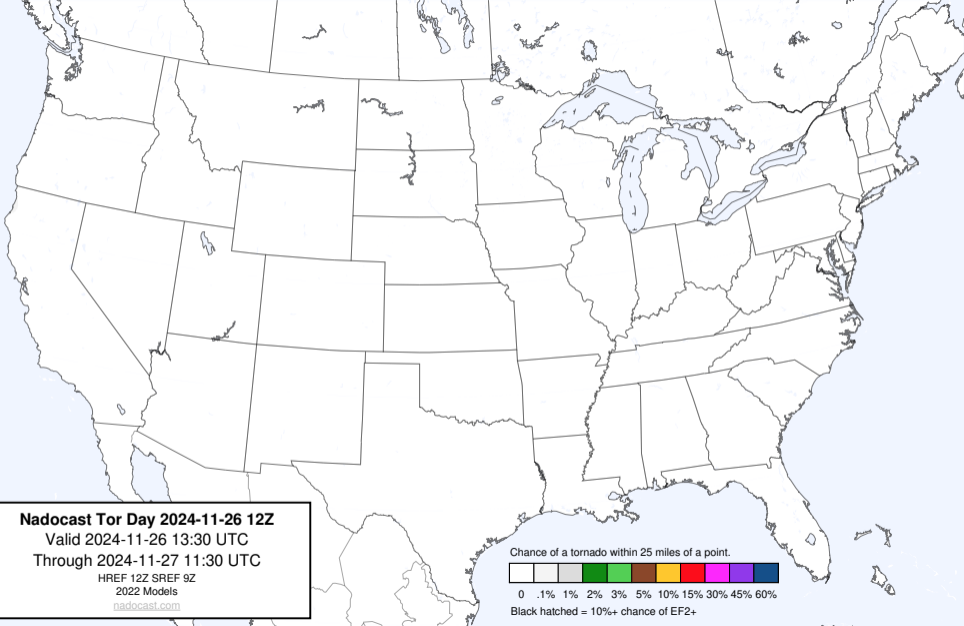 Nadocast Tor Day 2024-11-26 12Z
Valid 2024-11-26 13:30 UTC
Through 2024-11-27 11:30 UTC
HREF 12Z SREF 9Z
2022 Models
nadocast.com
Chance of a tornado within 25 miles of a point.
0 .1% 1% 2% 3% 5% 10% 15% 30% 45% 60%
Black hatched = 10%+ chance of EF2+